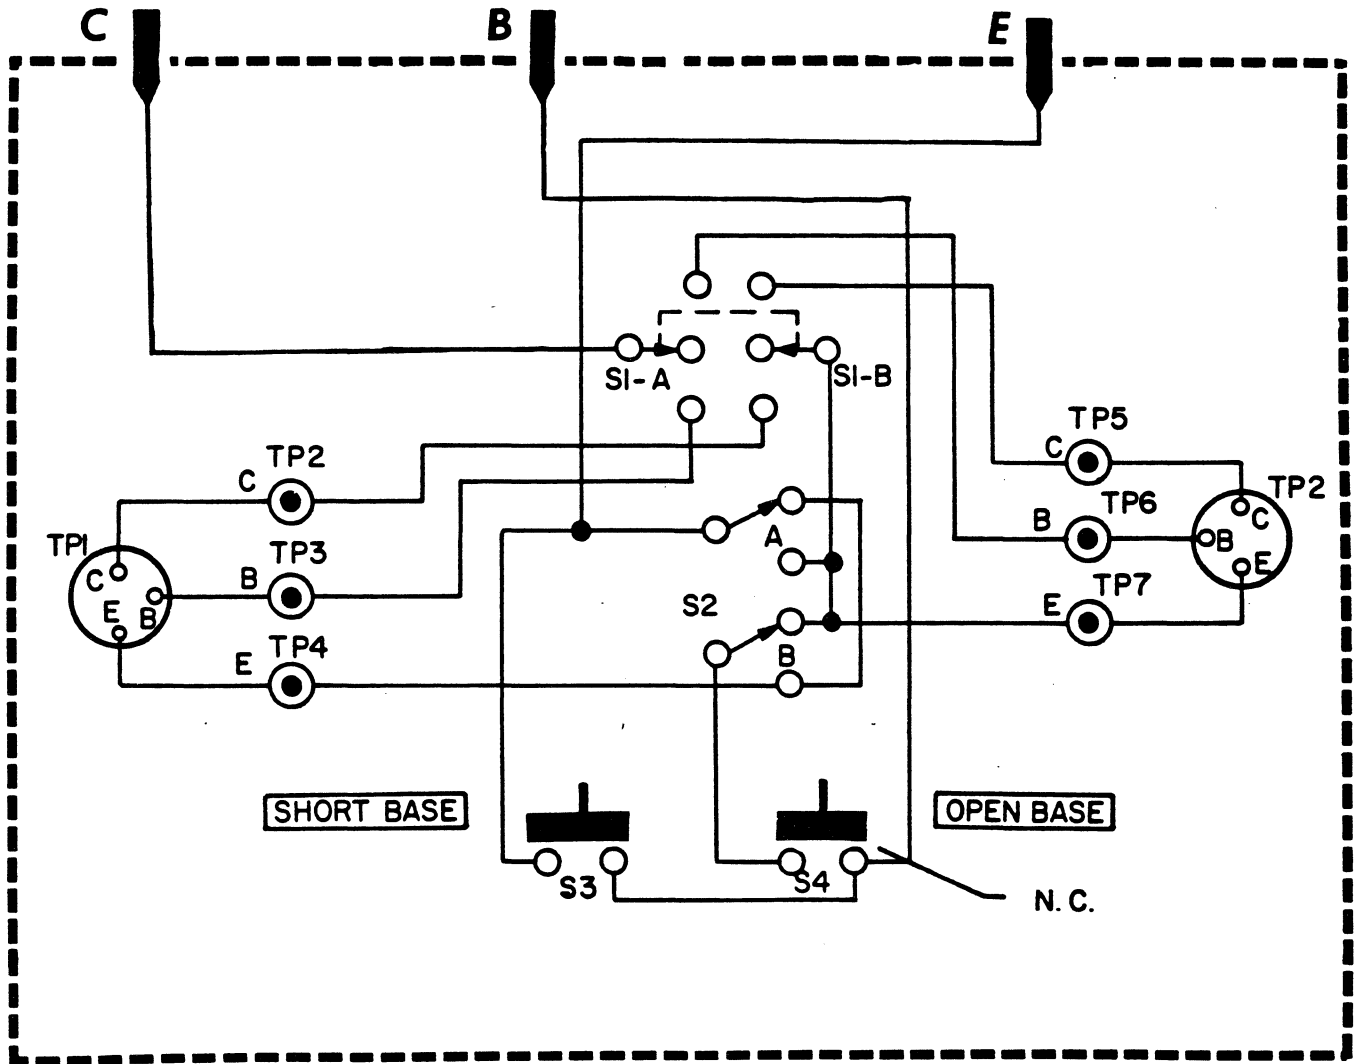 C B E
S1-A S1-B
TP5
C
TP2
C
TP2
TP6
C
B
B
E
A
TP1
TP3
C
B
E
B
TP7
E
S2
TP4
E
B
SHORT BASE
OPEN BASE
S3
S4
N.C.